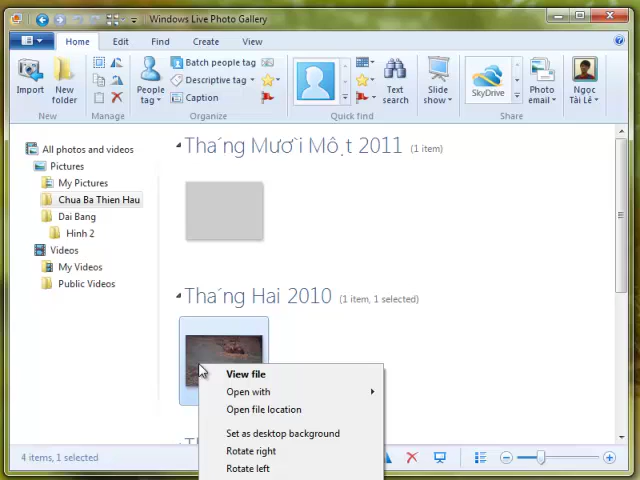 Windows Live Photo Gallery
Home Edit Find Create View
Import
New folder
New
Manage
People tag
Batch people tag
Descriptive tag
Caption
Organize
Text search
Quick find
Slide show
SkyDrive
Photo email
Share
Ngọc Tài Lê
All photos and videos
Pictures
My Pictures
Chua Ba Thien Hau
Dai Bang
Hinh 2
Videos
My Videos
Public Videos
Tháng Mười Một 2011 (1 item)
Tháng Hai 2010 (1 item, 1 selected)
View file
Open with
Open file location
Set as desktop background
Rotate right
Rotate left
4 items, 1 selected